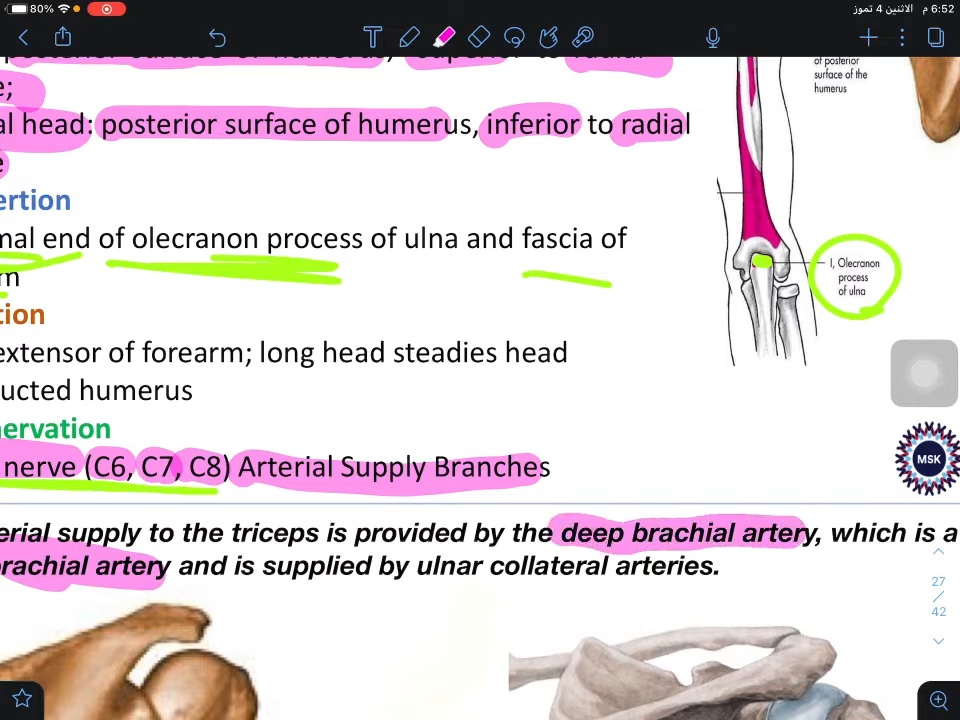 80%
6:52 م الاثنين 4 تموز
of posterior
surface of the
humerus
e;
al head: posterior surface of humerus, inferior to radial
e
ertion
mal end of olecranon process of ulna and fascia of
m
I, Olecranon
process
of ulna
tion
extensor of forearm; long head steadies head
ucted humerus
ervation
nerve (C6, C7, C8) Arterial Supply Branches
MSK
erial supply to the triceps is provided by the deep brachial artery, which is a
brachial artery and is supplied by ulnar collateral arteries.
27
/
42